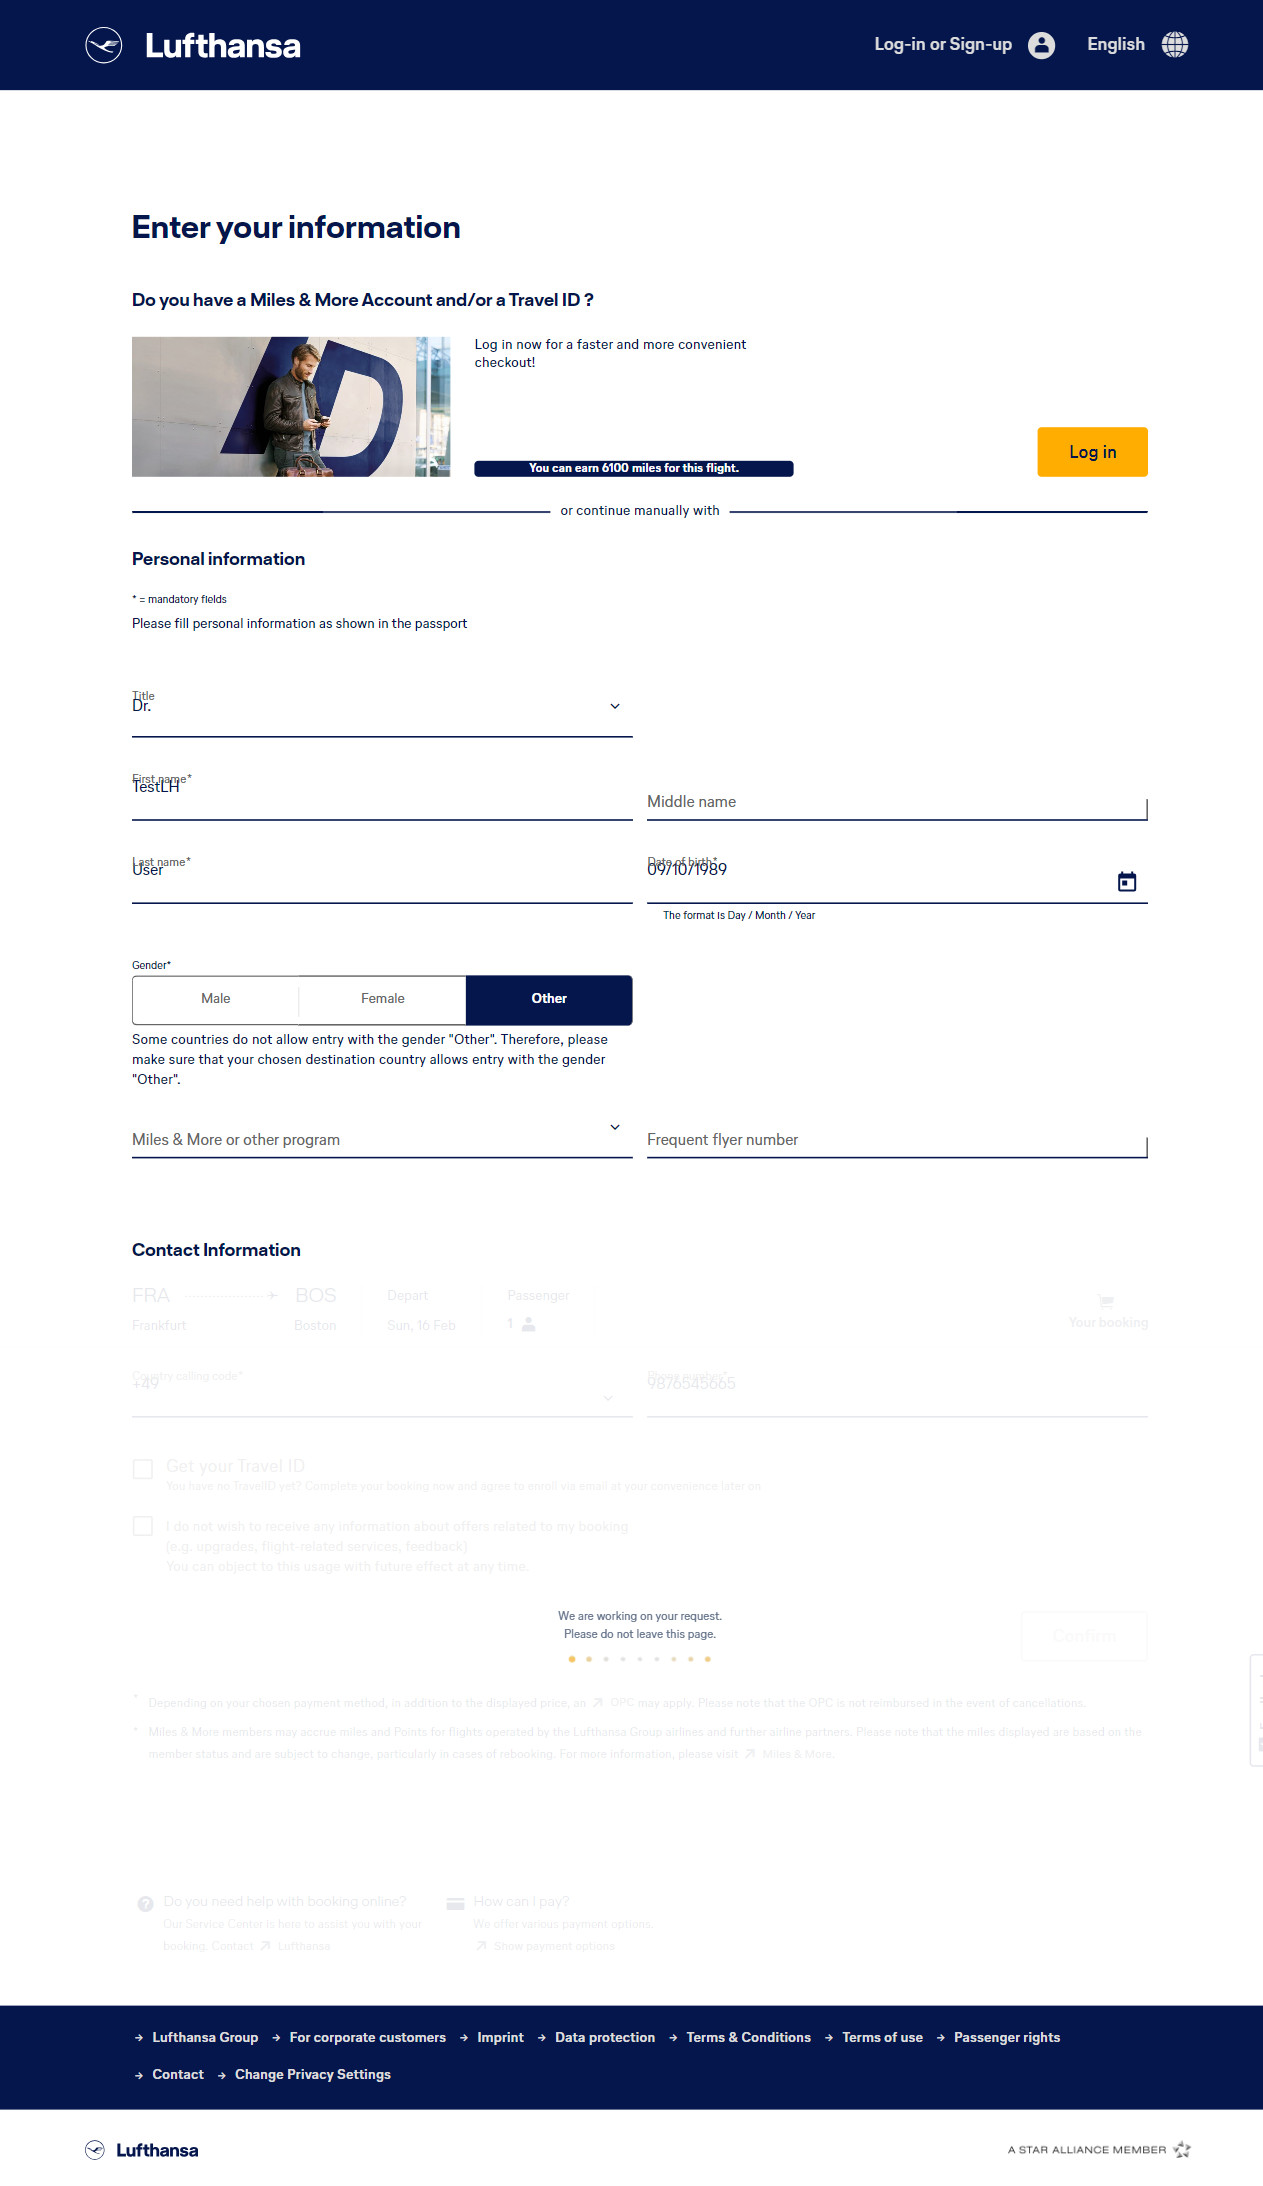 Lufthansa
Log-in or Sign-up
English
Enter your information
Do you have a Miles & More Account and/or a Travel ID ?
Log in now for a faster and more convenient
checkout!
You can earn 6100 miles for this flight.
Log in
or continue manually with
Personal information
* = mandatory fields
Please fill personal information as shown in the passport
Title
Dr.
First name*
TestLH
Middle name
Last name*
User
Date of birth*
09/10/1989
The format is Day / Month / Year
Gender*
Male
Female
Other
Some countries do not allow entry with the gender "Other". Therefore, please
make sure that your chosen destination country allows entry with the gender
"Other".
Miles & More or other program
Frequent flyer number
Contact Information
FRA
BOS
Depart
Passenger
Frankfurt
Boston
Sun, 16 Feb
1
Your booking
Country calling code*
+49
Phone number*
9876545665
Get your Travel ID
You have no TravelID yet? Complete your booking now and agree to enroll via email at your convenience later on
I do not wish to receive any information about offers related to my booking
(e.g. upgrades, flight-related services, feedback)
You can object to this usage with future effect at any time.
We are working on your request.
Please do not leave this page.
Confirm
* Depending on your chosen payment method, in addition to the displayed price, an OPC may apply. Please note that the OPC is not reimbursed in the event of cancellations.
* Miles & More members may accrue miles and Points for flights operated by the Lufthansa Group airlines and further airline partners. Please note that the miles displayed are based on the
member status and are subject to change, particularly in cases of rebooking. For more information, please visit Miles & More.
Do you need help with booking online?
Our Service Center is here to assist you with your
booking. Contact Lufthansa
How can I pay?
We offer various payment options.
Show payment options
Lufthansa Group
For corporate customers
Imprint
Data protection
Terms & Conditions
Terms of use
Passenger rights
Contact
Change Privacy Settings
Lufthansa
A STAR ALLIANCE MEMBER